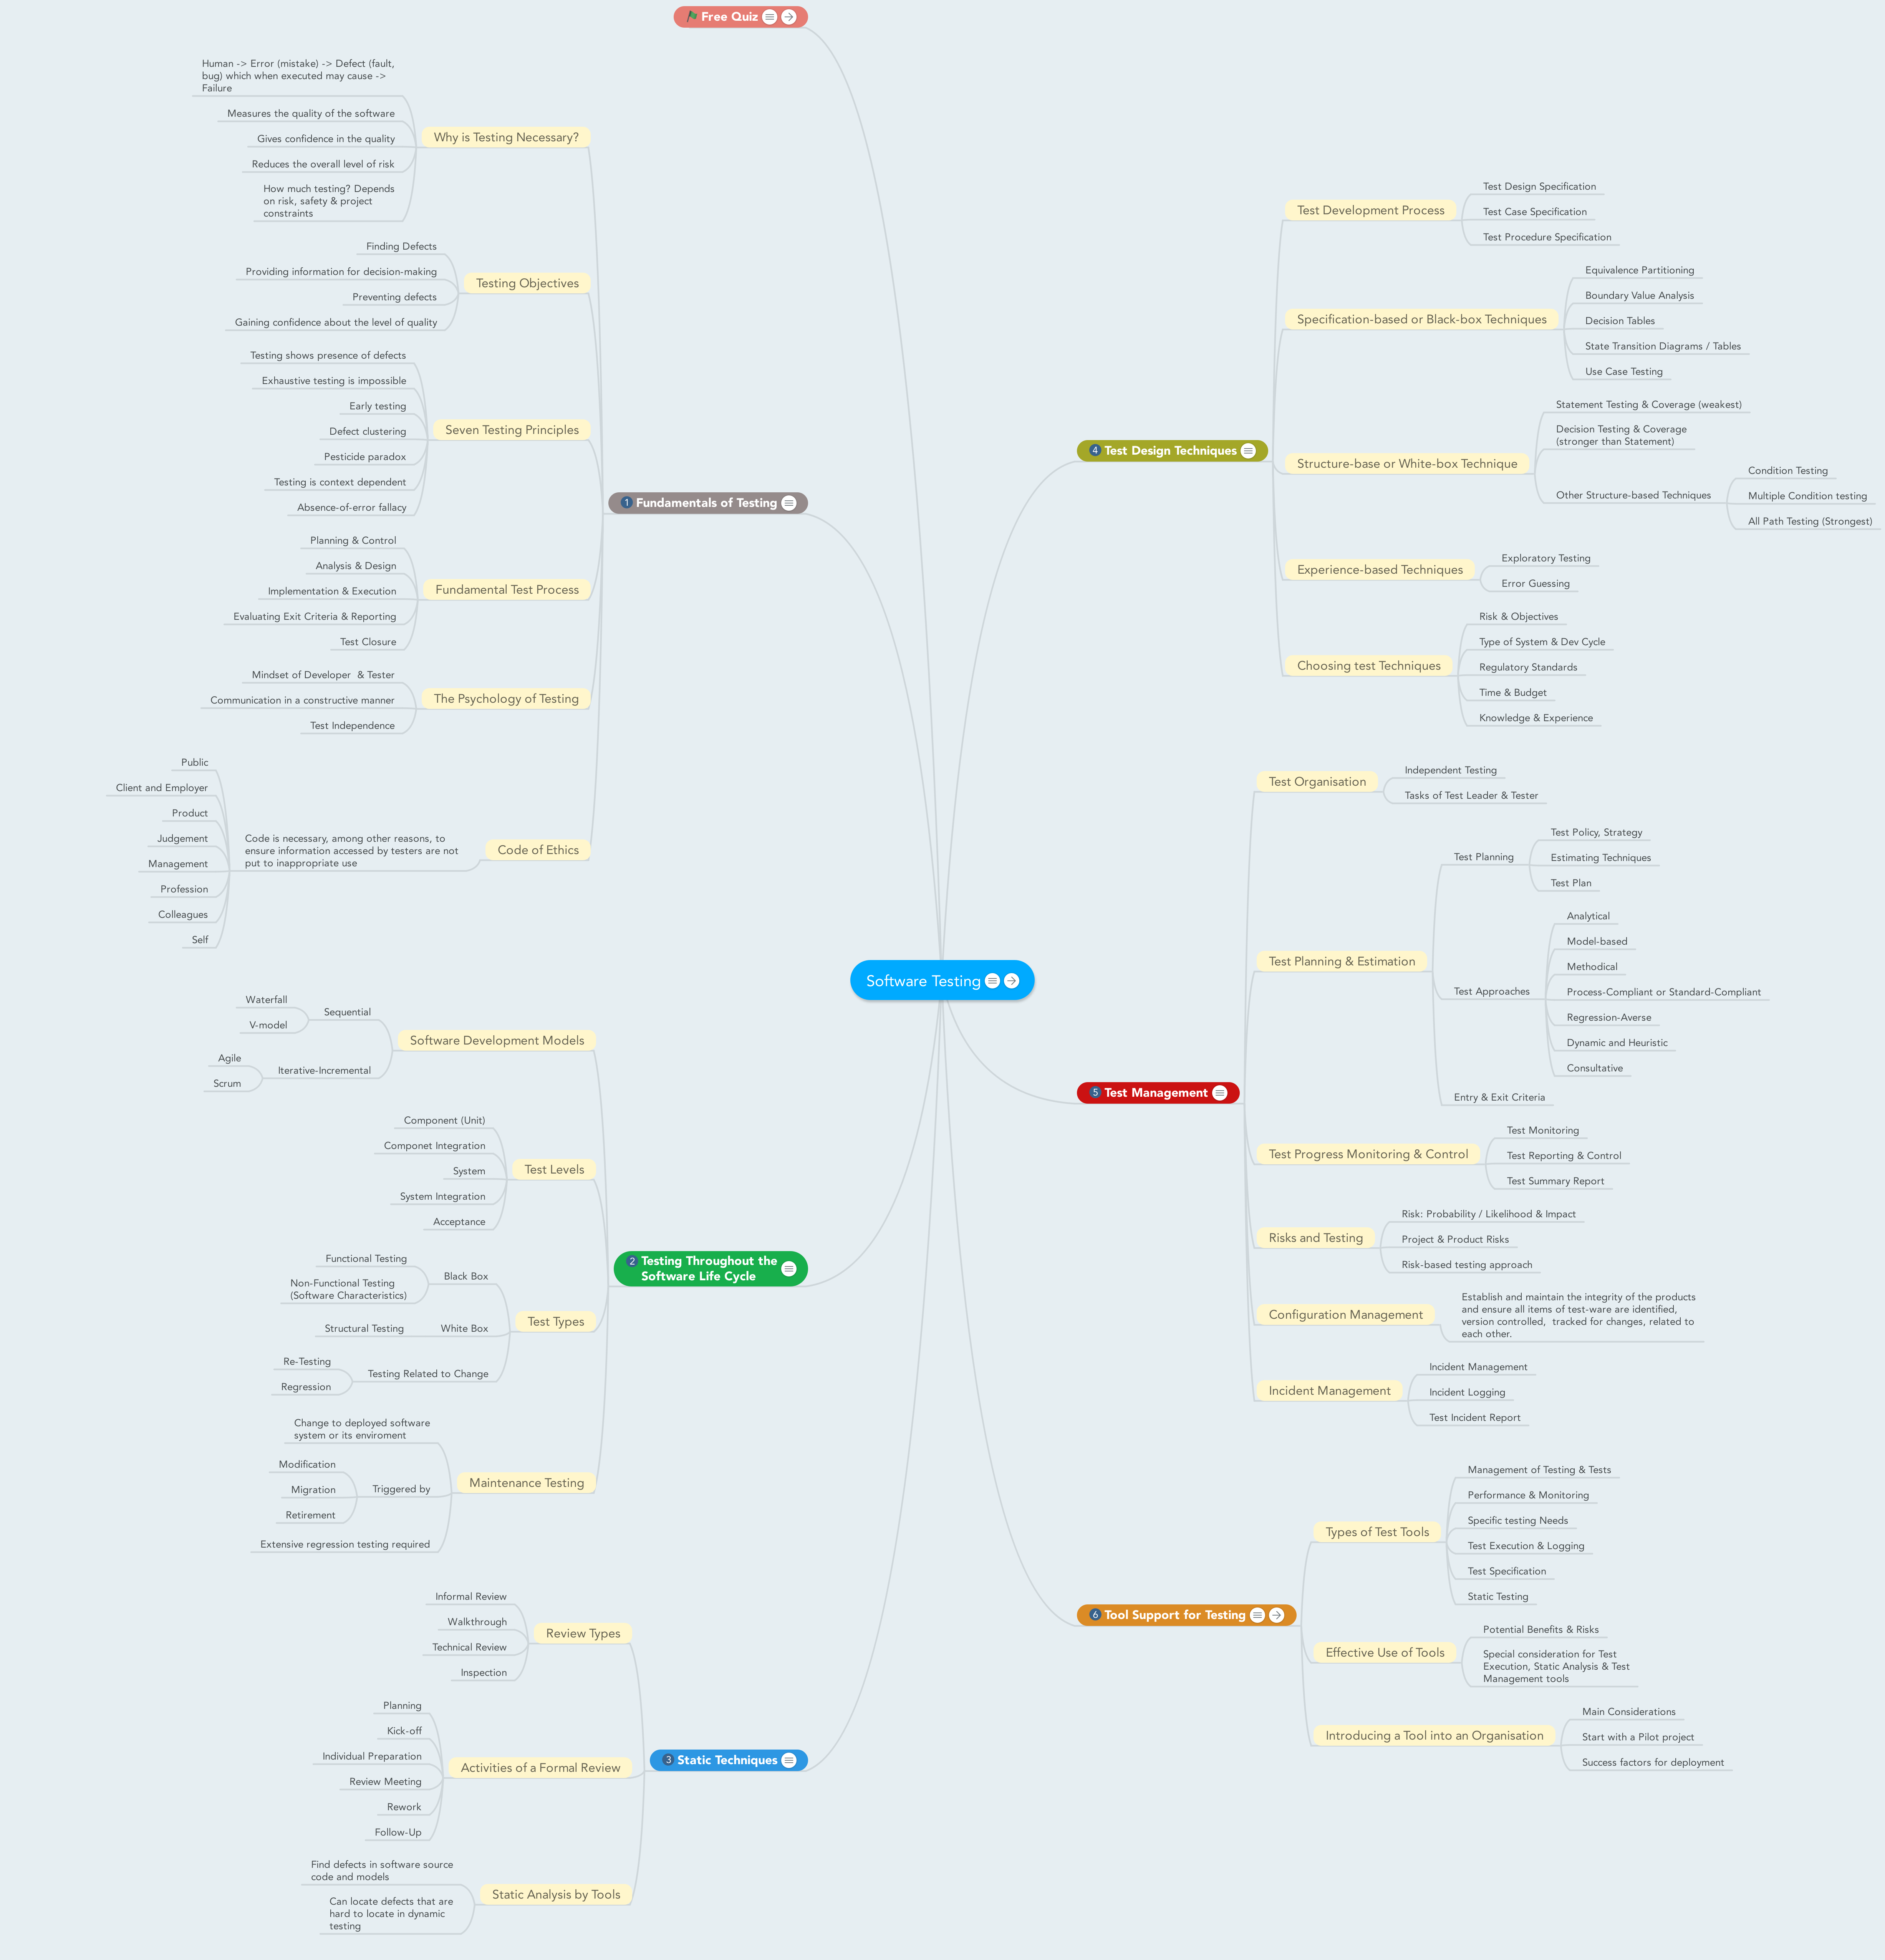 Free Quiz
Human -> Error (mistake) -> Defect (fault,
bug) which when executed may cause ->
Failure
Measures the quality of the software
Gives confidence in the quality
Reduces the overall level of risk
How much testing? Depends
on risk, safety & project
constraints
Why is Testing Necessary?
Finding Defects
Providing information for decision-making
Preventing defects
Gaining confidence about the level of quality
Testing Objectives
Testing shows presence of defects
Exhaustive testing is impossible
Early testing
Defect clustering
Pesticide paradox
Testing is context dependent
Absence-of-error fallacy
Seven Testing Principles
1 Fundamentals of Testing
Planning & Control
Analysis & Design
Implementation & Execution
Evaluating Exit Criteria & Reporting
Test Closure
Fundamental Test Process
Mindset of Developer  & Tester
Communication in a constructive manner
Test Independence
The Psychology of Testing
Public
Client and Employer
Product
Judgement
Management
Profession
Colleagues
Self
Code is necessary, among other reasons, to
ensure information accessed by testers are not
put to inappropriate use
Code of Ethics
Software Testing
Waterfall
V-model
Sequential
Agile
Scrum
Iterative-Incremental
Software Development Models
Component (Unit)
Componet Integration
System
System Integration
Acceptance
Test Levels
2 Testing Throughout the
Software Life Cycle
Functional Testing
Non-Functional Testing
(Software Characteristics)
Black Box
Structural Testing
White Box
Re-Testing
Regression
Testing Related to Change
Test Types
Change to deployed software
system or its enviroment
Modification
Migration
Retirement
Triggered by
Extensive regression testing required
Maintenance Testing
Informal Review
Walkthrough
Technical Review
Inspection
Review Types
Planning
Kick-off
Individual Preparation
Review Meeting
Rework
Follow-Up
Activities of a Formal Review
3 Static Techniques
Find defects in software source
code and models
Can locate defects that are
hard to locate in dynamic
testing
Static Analysis by Tools
4 Test Design Techniques
Test Development Process
Test Design Specification
Test Case Specification
Test Procedure Specification
Specification-based or Black-box Techniques
Equivalence Partitioning
Boundary Value Analysis
Decision Tables
State Transition Diagrams / Tables
Use Case Testing
Structure-base or White-box Technique
Statement Testing & Coverage (weakest)
Decision Testing & Coverage
(stronger than Statement)
Other Structure-based Techniques
Condition Testing
Multiple Condition testing
All Path Testing (Strongest)
Experience-based Techniques
Exploratory Testing
Error Guessing
Choosing test Techniques
Risk & Objectives
Type of System & Dev Cycle
Regulatory Standards
Time & Budget
Knowledge & Experience
5 Test Management
Test Organisation
Independent Testing
Tasks of Test Leader & Tester
Test Planning & Estimation
Test Planning
Test Policy, Strategy
Estimating Techniques
Test Plan
Test Approaches
Analytical
Model-based
Methodical
Process-Compliant or Standard-Compliant
Regression-Averse
Dynamic and Heuristic
Consultative
Entry & Exit Criteria
Test Progress Monitoring & Control
Test Monitoring
Test Reporting & Control
Test Summary Report
Risks and Testing
Risk: Probability / Likelihood & Impact
Project & Product Risks
Risk-based testing approach
Configuration Management
Establish and maintain the integrity of the products
and ensure all items of test-ware are identified,
version controlled,  tracked for changes, related to
each other.
Incident Management
Incident Management
Incident Logging
Test Incident Report
6 Tool Support for Testing
Types of Test Tools
Management of Testing & Tests
Performance & Monitoring
Specific testing Needs
Test Execution & Logging
Test Specification
Static Testing
Effective Use of Tools
Potential Benefits & Risks
Special consideration for Test
Execution, Static Analysis & Test
Management tools
Introducing a Tool into an Organisation
Main Considerations
Start with a Pilot project
Success factors for deployment